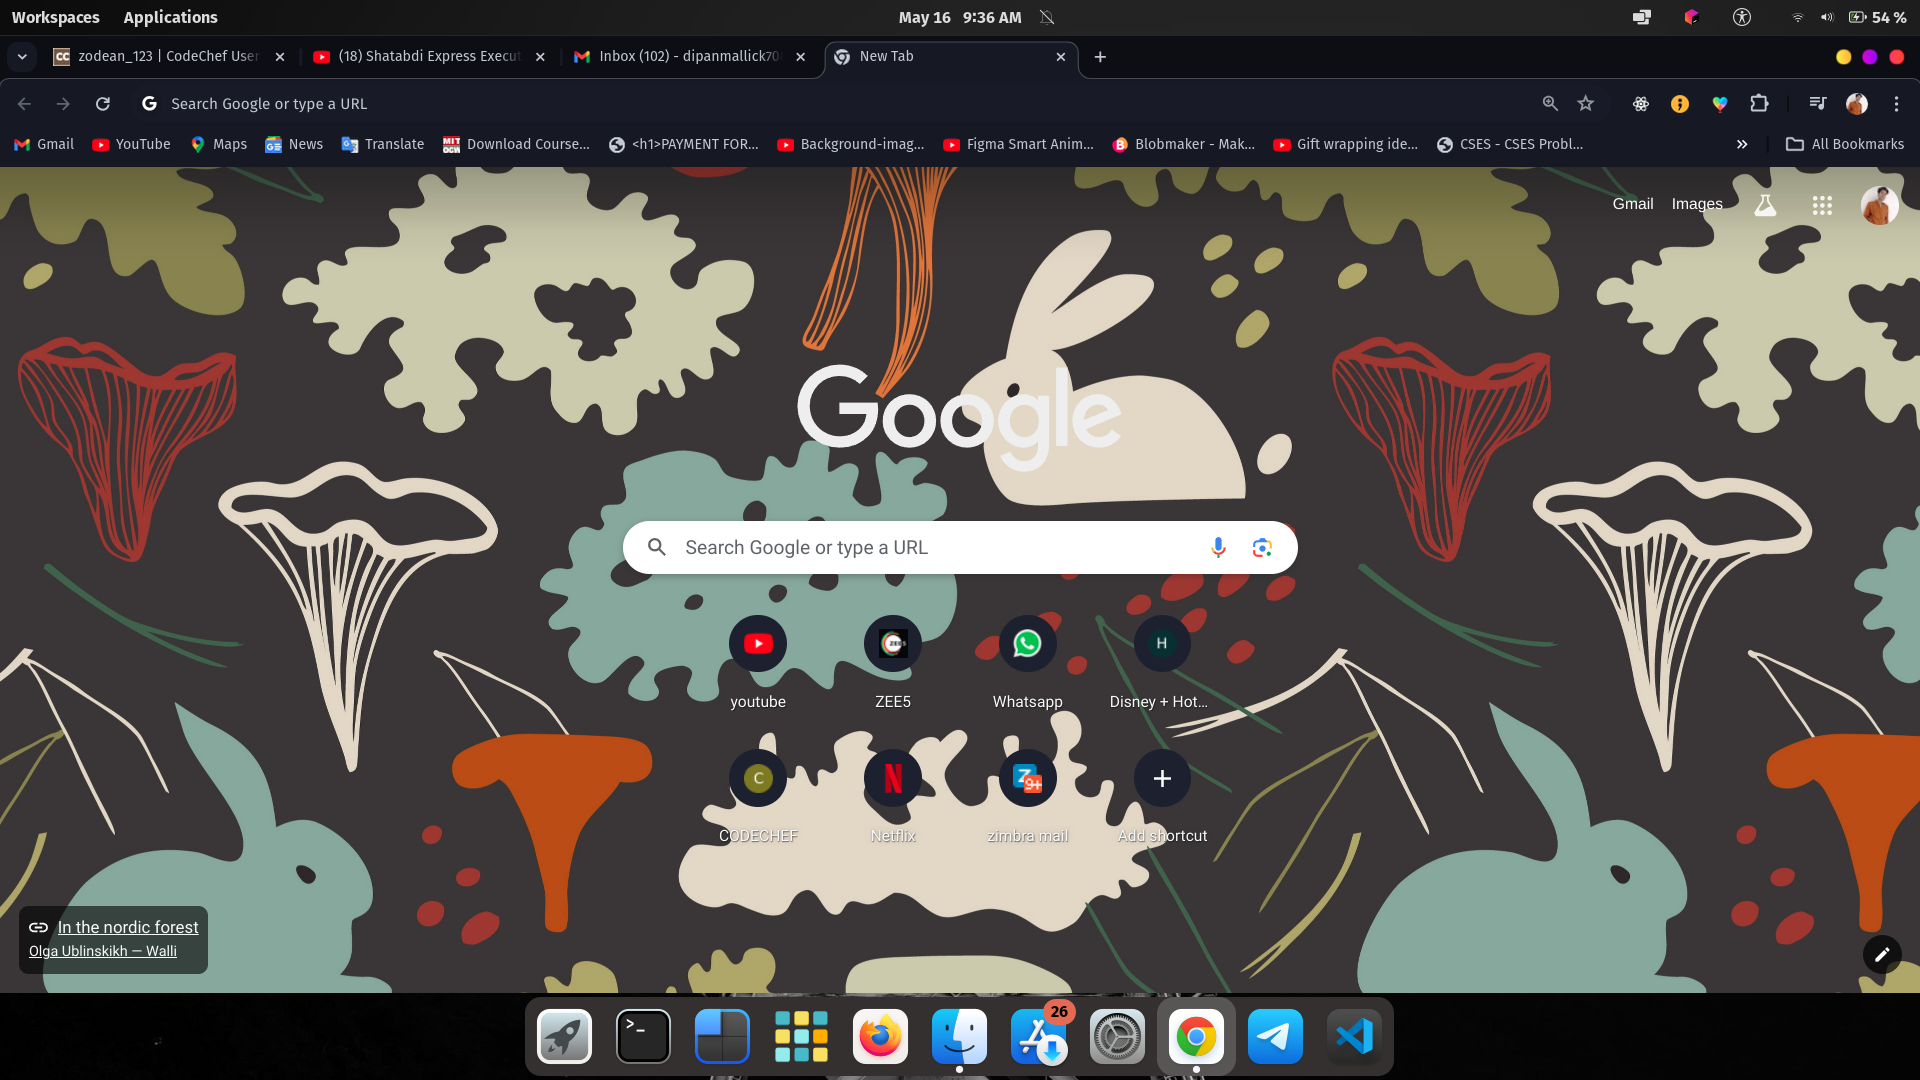 Workspaces Applications May 16 9:36 AM 54 %
zodean_123 | CodeChef User (18) Shatabdi Express Execut Inbox (102) - dipanmallick70 New Tab
Search Google or type a URL
Gmail YouTube Maps News Translate Download Course... <h1>PAYMENT FOR... Background-imag... Figma Smart Anim... Blobmaker - Mak... Gift wrapping ide... CSES - CSES Probl... » All Bookmarks
Gmail Images
Google
Search Google or type a URL
H
youtube ZEE5 Whatsapp Disney + Hot...
C N Z 9+
CODECHEF Netflix zimbra mail Add shortcut
In the nordic forest
Olga Ublinskikh — Walli
26
>_